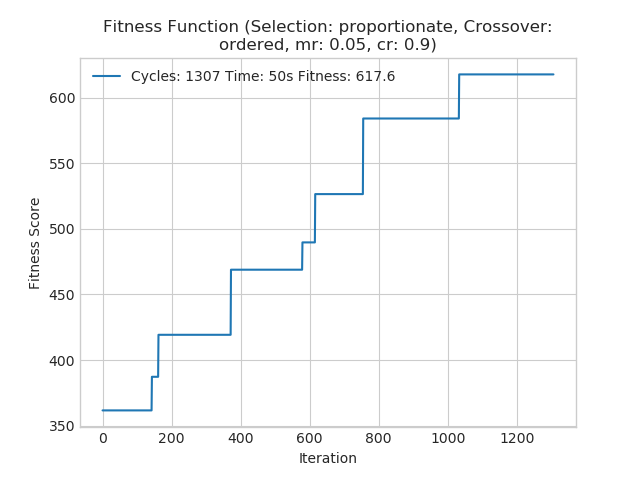 Fitness Function (Selection: proportionate, Crossover:
ordered, mr: 0.05, cr: 0.9)
Cycles: 1307 Time: 50s Fitness: 617.6
Fitness Score
600
550
500
450
400
350
0 200 400 600 800 1000 1200
Iteration